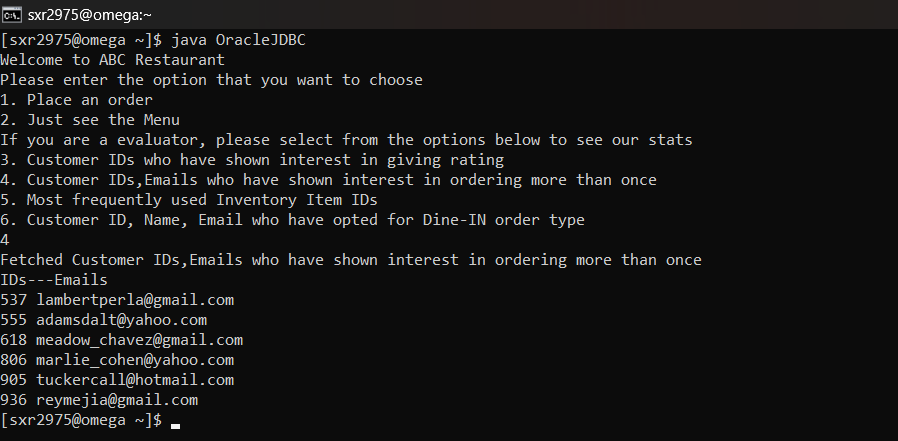 sxr2975@omega:~
[sxr2975@omega ~]$ java OracleJDBC
Welcome to ABC Restaurant
Please enter the option that you want to choose
1. Place an order
2. Just see the Menu
If you are a evaluator, please select from the options below to see our stats
3. Customer IDs who have shown interest in giving rating
4. Customer IDs,Emails who have shown interest in ordering more than once
5. Most frequently used Inventory Item IDs
6. Customer ID, Name, Email who have opted for Dine-IN order type
4
Fetched Customer IDs,Emails who have shown interest in ordering more than once
IDs---Emails
537 lambertperla@gmail.com
555 adamsdalt@yahoo.com
618 meadow_chavez@gmail.com
806 marlie_cohen@yahoo.com
905 tuckercall@hotmail.com
936 reymejia@gmail.com
[sxr2975@omega ~]$